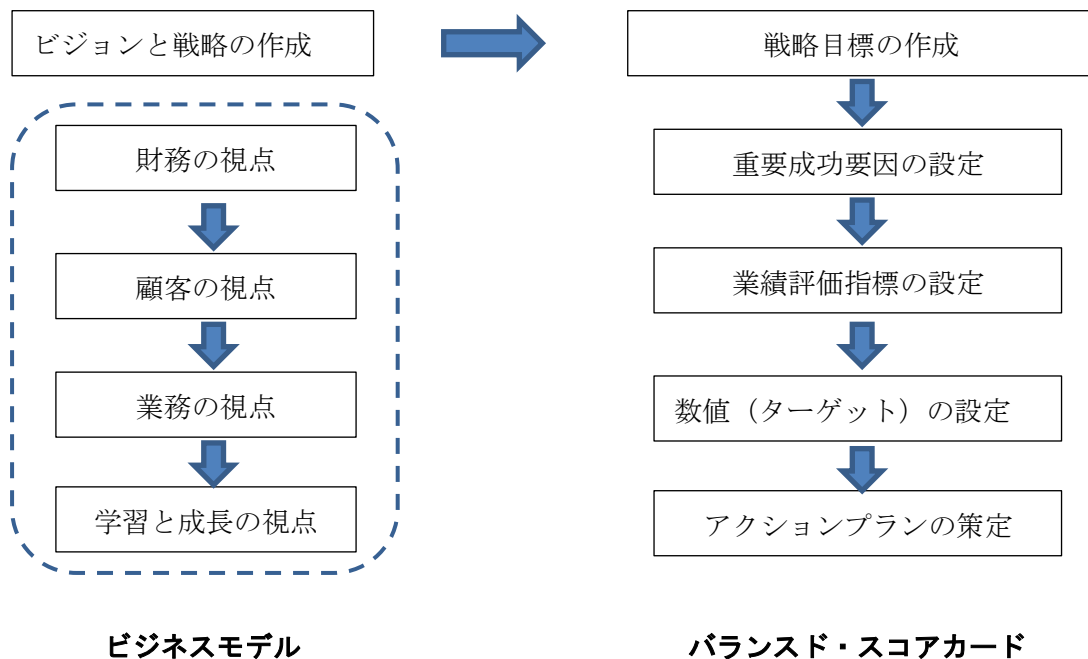 ビジョンと戦略の作成
財務の視点
顧客の視点
業務の視点
学習と成長の視点
ビジネスモデル
戦略目標の作成
重要成功要因の設定
業績評価指標の設定
数値（ターゲット）の設定
アクションプランの策定
バランスド・スコアカード